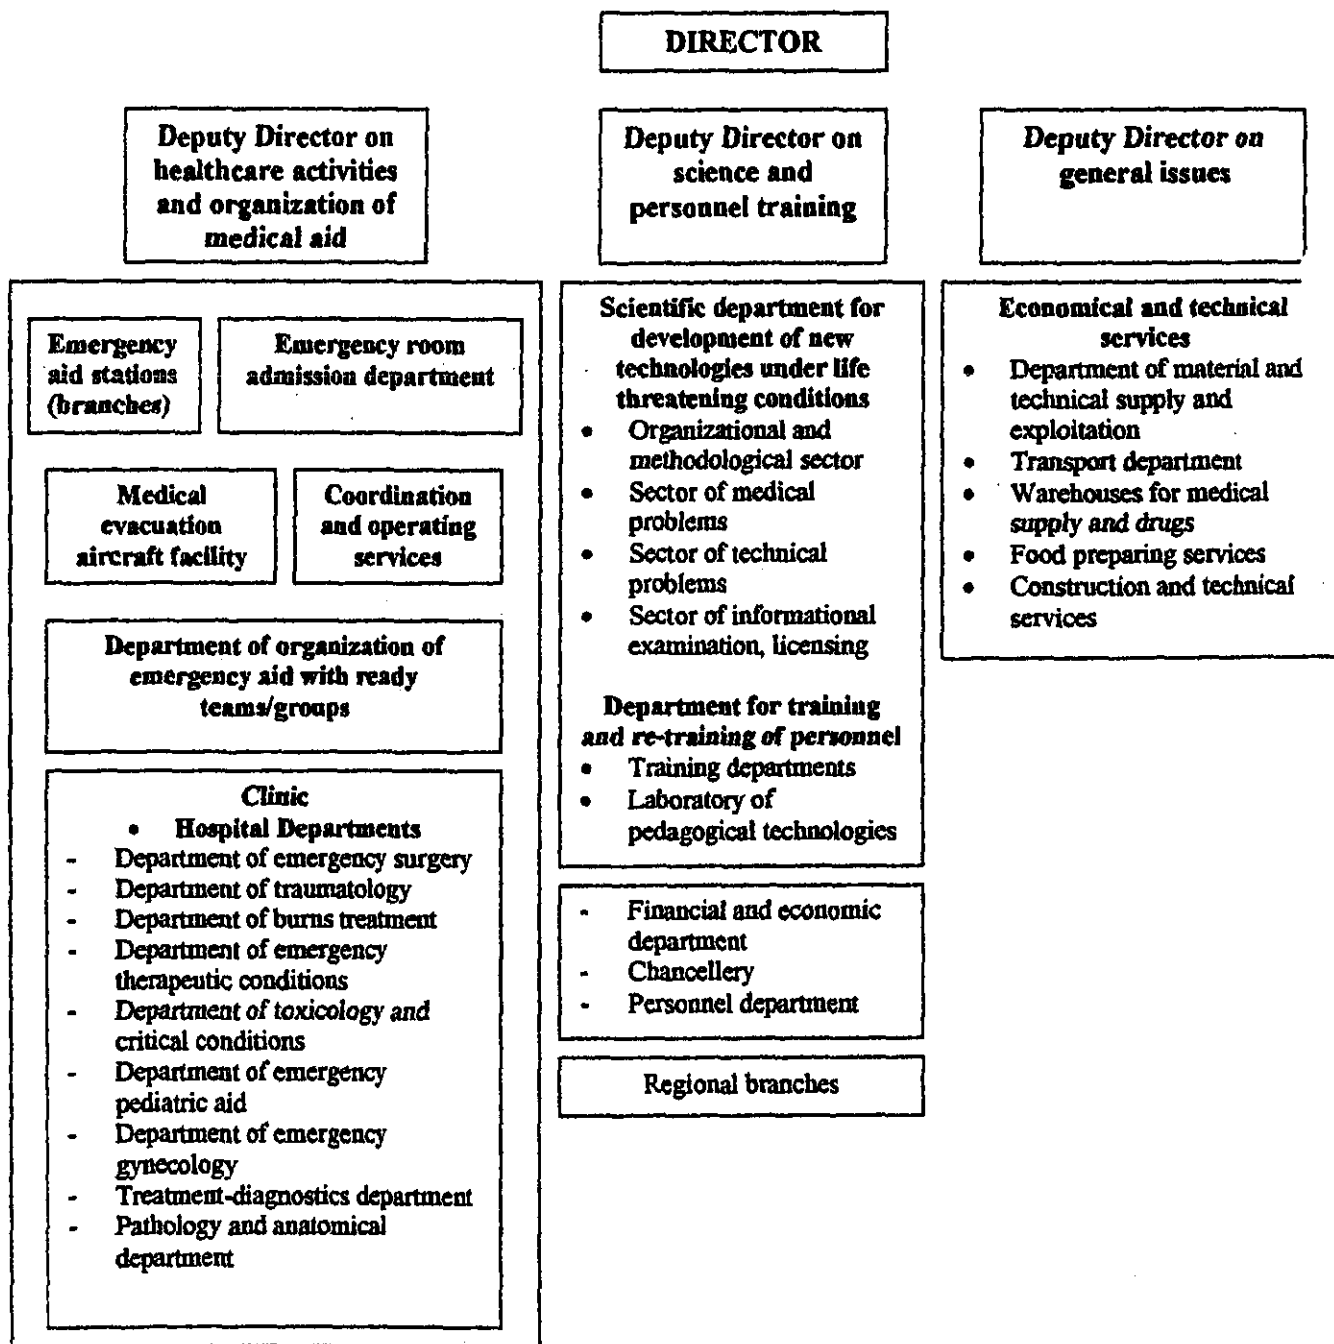 DIRECTOR
Deputy Director on
healthcare activities
and organization of
medical aid
Deputy Director on
science and
personnel training
Deputy Director on
general issues
Emergency
aid stations
(branches)
Emergency room
admission department
Medical
evacuation
aircraft facility
Coordination
and operating
services
Department of organization of
emergency aid with ready
teams/groups
Clinic
• Hospital Departments
- Department of emergency surgery
- Department of traumatology
- Department of burns treatment
- Department of emergency
therapeutic conditions
- Department of toxicology and
critical conditions
- Department of emergency
pediatric aid
- Department of emergency
gynecology
- Treatment-diagnostics department
- Pathology and anatomical
department
Scientific department for
development of new
technologies under life
threatening conditions
• Organizational and
methodological sector
• Sector of medical
problems
• Sector of technical
problems
• Sector of informational
examination, licensing
Department for training
and re-training of personnel
• Training departments
• Laboratory of
pedagogical technologies
- Financial and economic
department
- Chancellery
- Personnel department
Regional branches
Economical and technical
services
• Department of material and
technical supply and
exploitation
• Transport department
• Warehouses for medical
supply and drugs
• Food preparing services
• Construction and technical
services